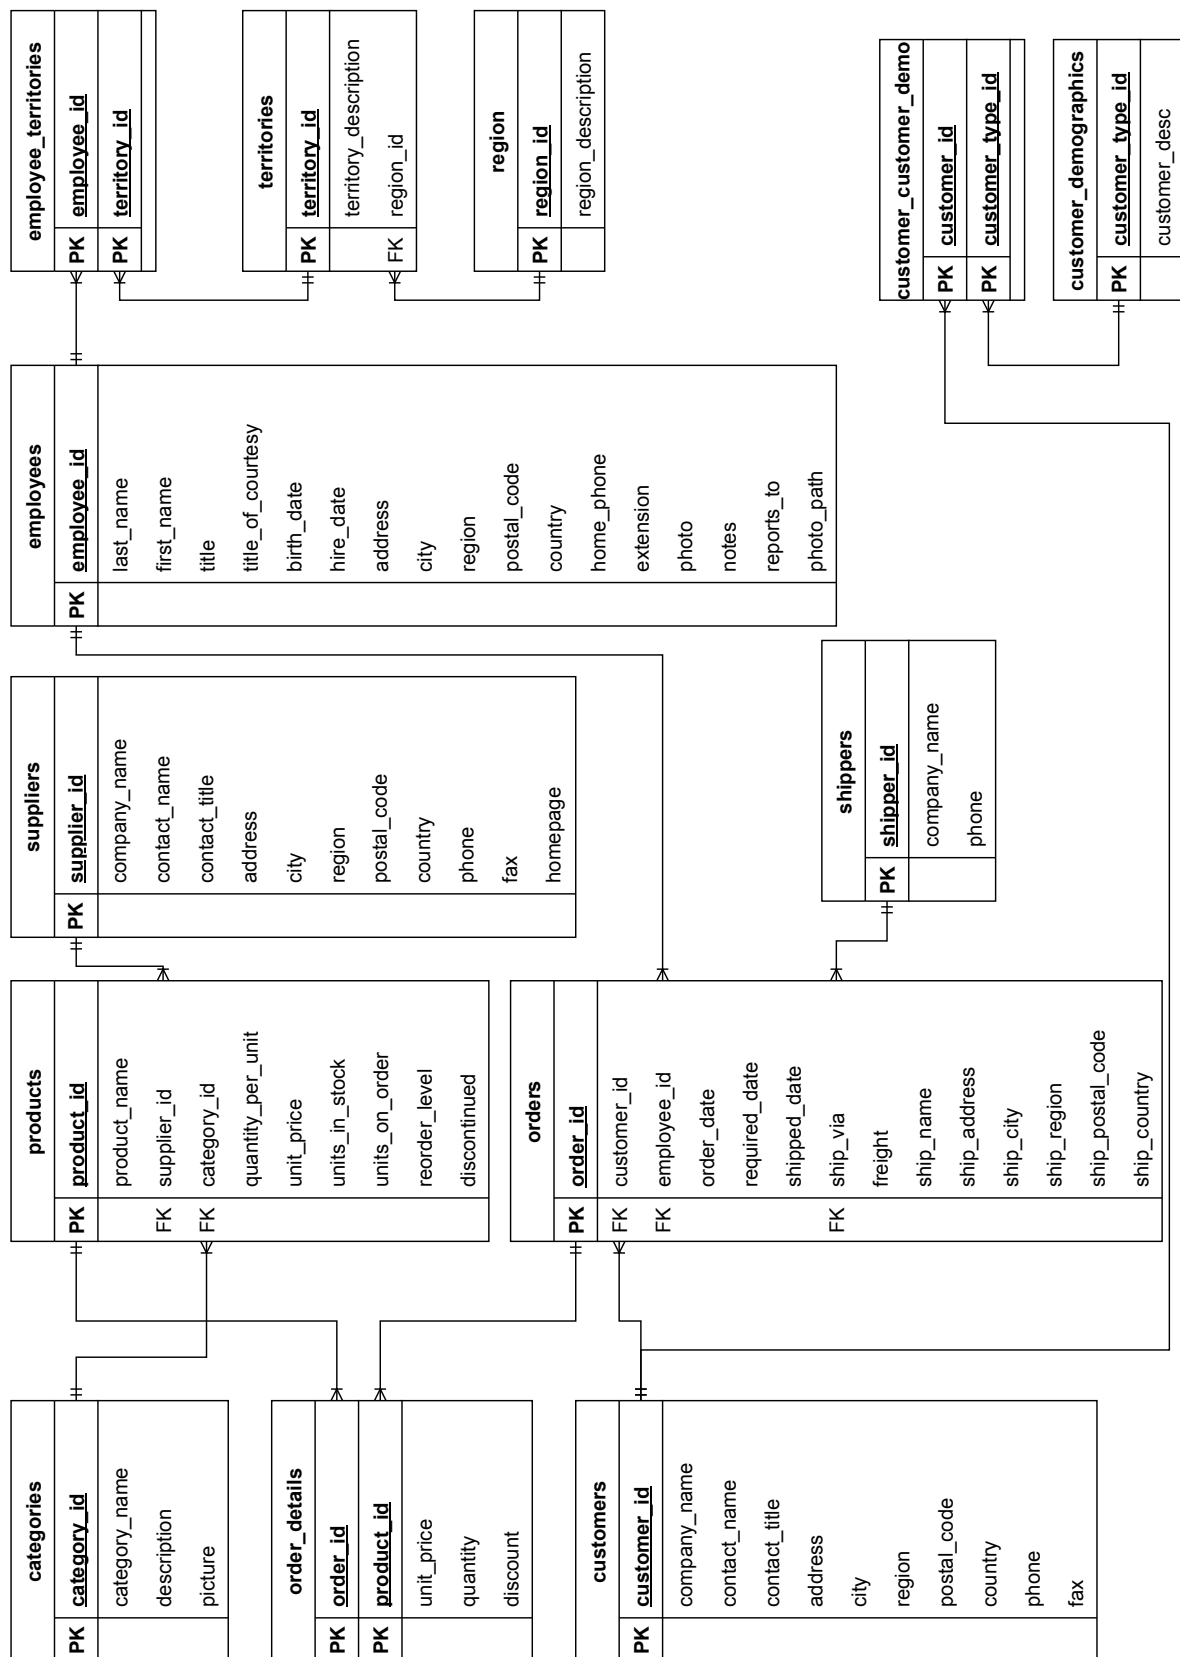 categories
PK category_id
category_name
description
picture
order_details
PK order_id
PK product_id
unit_price
quantity
discount
customers
PK customer_id
company_name
contact_name
contact_title
address
city
region
postal_code
country
phone
fax
products
PK product_id
product_name
FK supplier_id
FK category_id
quantity_per_unit
unit_price
units_in_stock
units_on_order
reorder_level
discontinued
orders
PK order_id
FK customer_id
FK employee_id
order_date
required_date
shipped_date
FK ship_via
freight
ship_name
ship_address
ship_city
ship_region
ship_postal_code
ship_country
suppliers
PK supplier_id
company_name
contact_name
contact_title
address
city
region
postal_code
country
phone
fax
homepage
shippers
PK shipper_id
company_name
phone
employees
PK employee_id
last_name
first_name
title
title_of_courtesy
birth_date
hire_date
address
city
region
postal_code
country
home_phone
extension
photo
notes
reports_to
photo_path
employee_territories
PK employee_id
PK territory_id
territories
PK territory_id
territory_description
FK region_id
region
PK region_id
region_description
customer_customer_demo
PK customer_id
PK customer_type_id
customer_demographics
PK customer_type_id
customer_desc